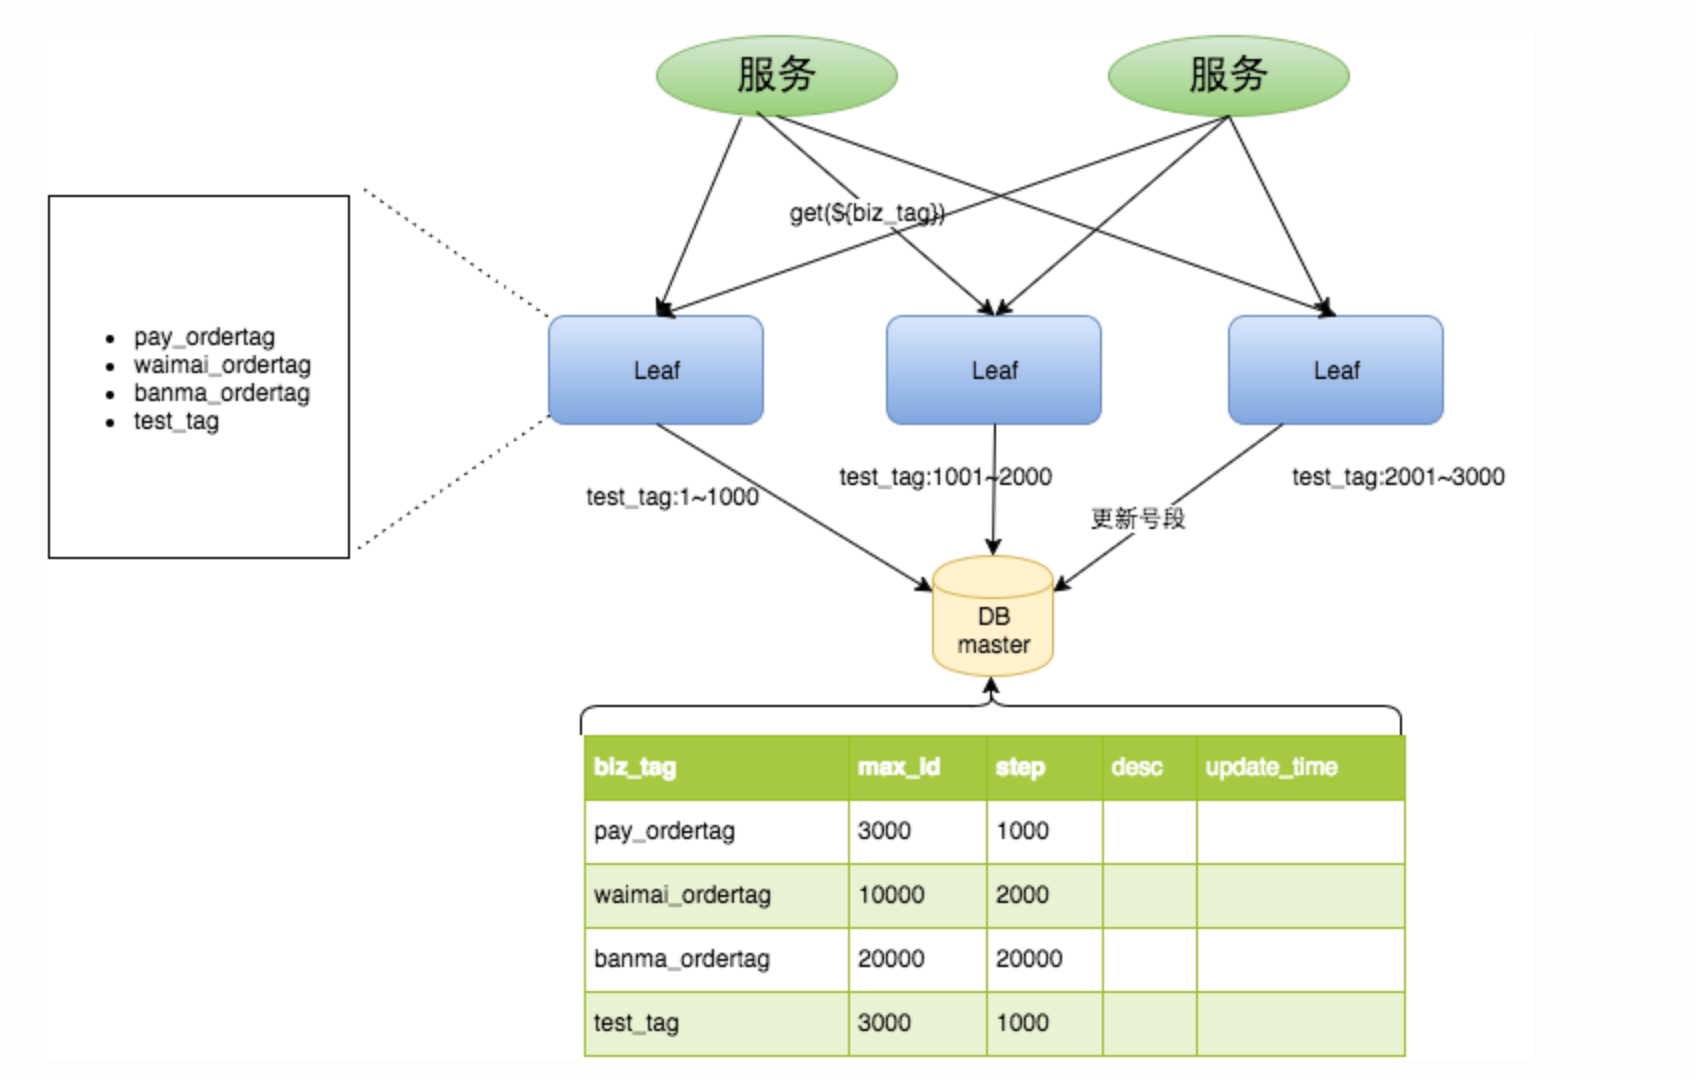 服务
服务
get(${biz_tag})
• pay_ordertag
• waimai_ordertag
• banma_ordertag
• test_tag
Leaf
Leaf
Leaf
test_tag:1~1000
test_tag:1001~2000
test_tag:2001~3000
更新号段
DB
master
biz_tag max_id step desc update_time
pay_ordertag 3000 1000
waimai_ordertag 10000 2000
banma_ordertag 20000 20000
test_tag 3000 1000